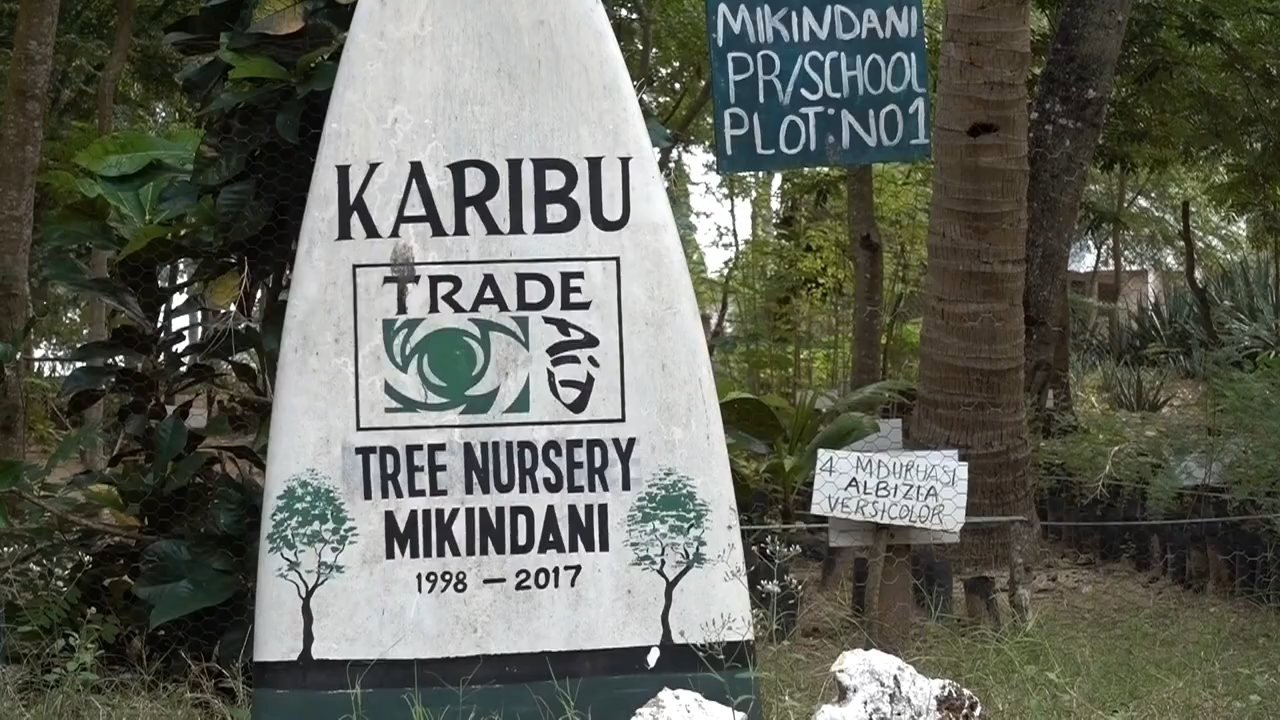 KARIBU
TRADE
AiD
TREE NURSERY
MIKINDANI
1998 – 2017
MIKINDANI
PR/SCHOOL
PLOT:NO1
4 MDURUASI
ALBIZIA
VERSICOLOR